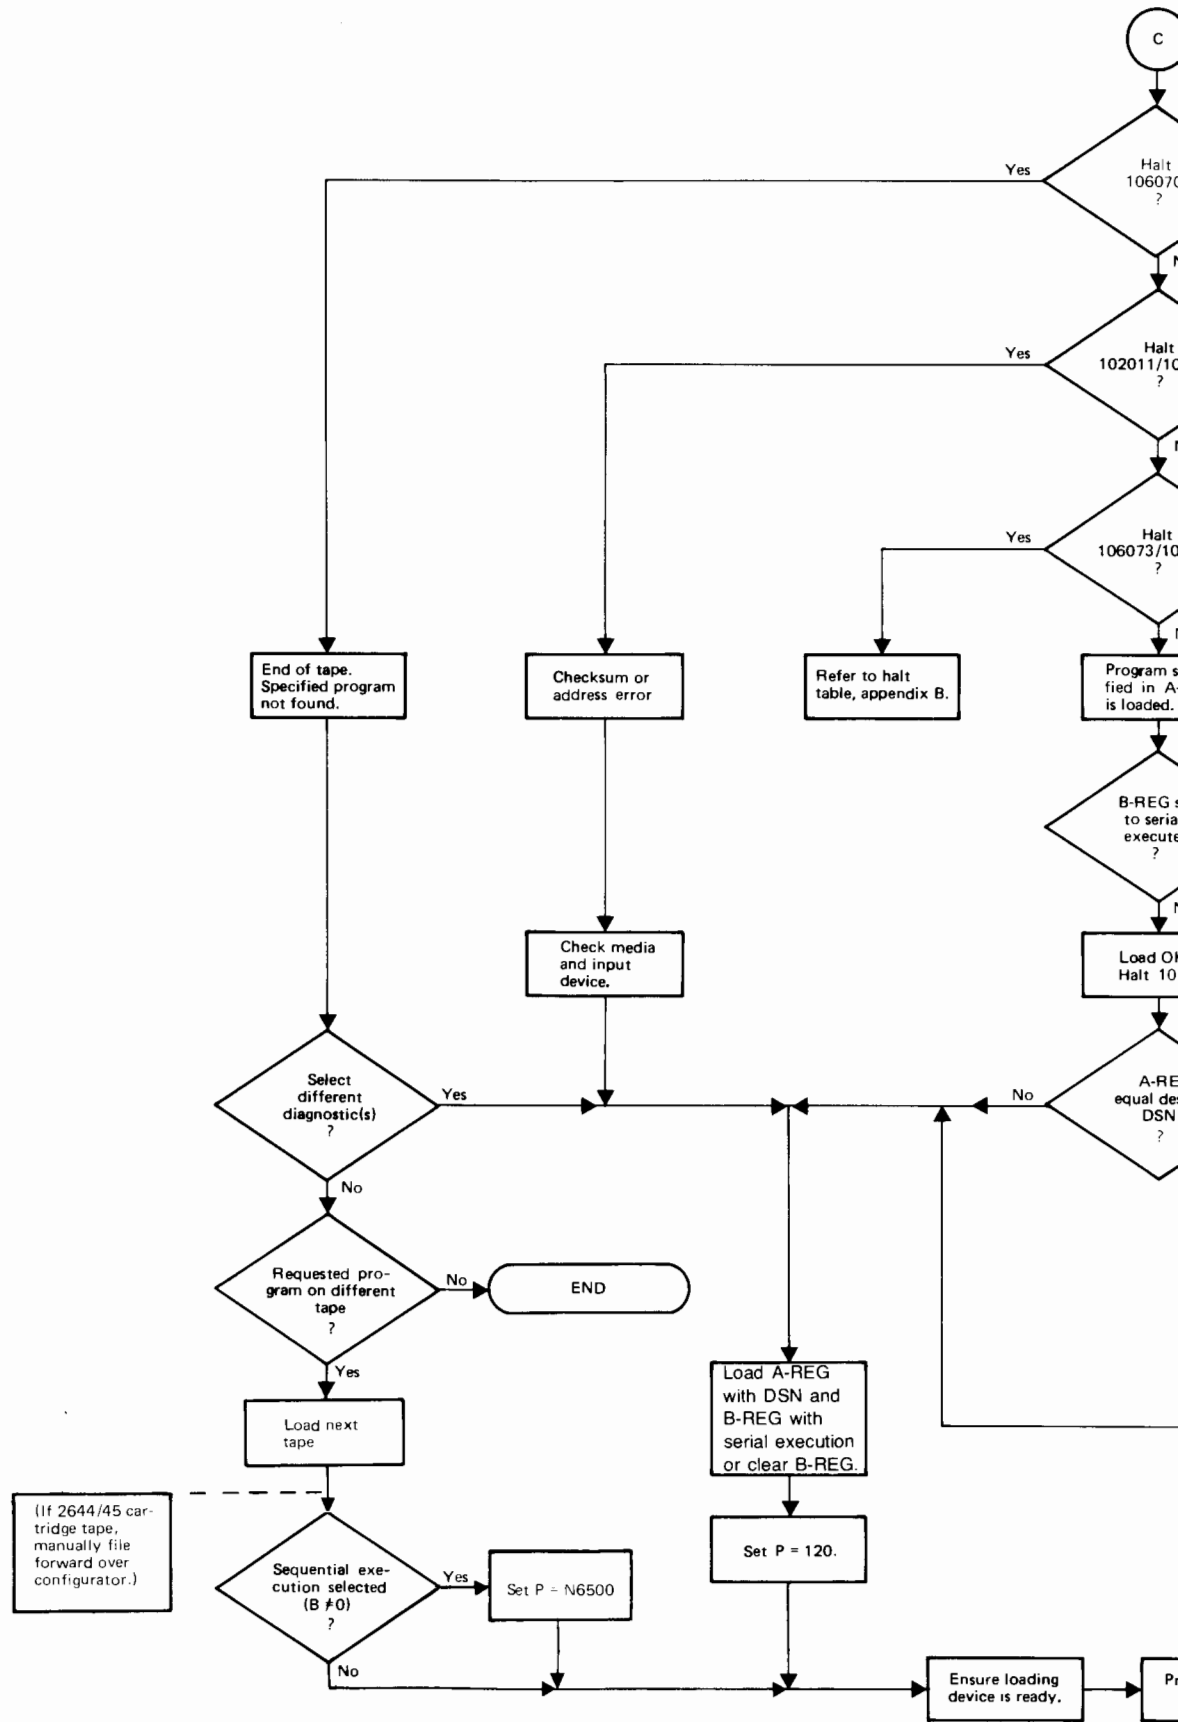 C
Yes
Halt
106070
?
Yes
Halt
102011/10
?
Yes
Halt
106073/10
?
End of tape.
Specified program
not found.
Checksum or
address error
Refer to halt
table, appendix B.
Program s
fied in A-
is loaded.
B-REG s
to seria
execute
?
Check media
and input
device.
Load O
Halt 10
Select
different
diagnostic(s)
?
Yes
No
A-RE
equal des
DSN
?
No
Requested pro-
gram on different
tape
?
No
END
Yes
Load A-REG
with DSN and
B-REG with
serial execution
or clear B-REG.
Load next
tape
(If 2644/45 car-
tridge tape,
manually file
forward over
configurator.)
Set P = 120.
Sequential exe-
cution selected
(B ≠ 0)
?
Yes
Set P = N6500
No
Ensure loading
device is ready.
Pr